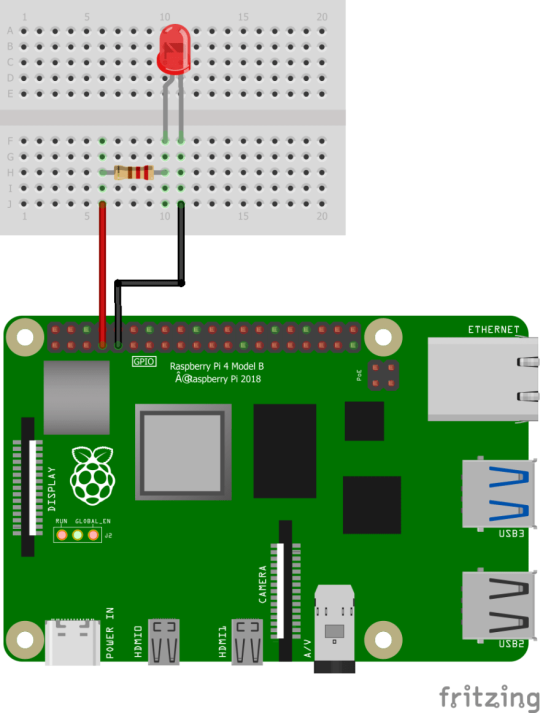 1 5 10 15 20
A
B
C
D
E
F
G
H
I
J
1 5 10 15 20
ETHERNET
GPIO
Raspberry Pi 4 Model B
Â@Raspberry Pi 2018
PoE
DISPLAY
RUN GLOBAL_EN
J2
USB3
CAMERA
USB2
POWER IN
HDMI0
HDMI1
A/V
fritzing